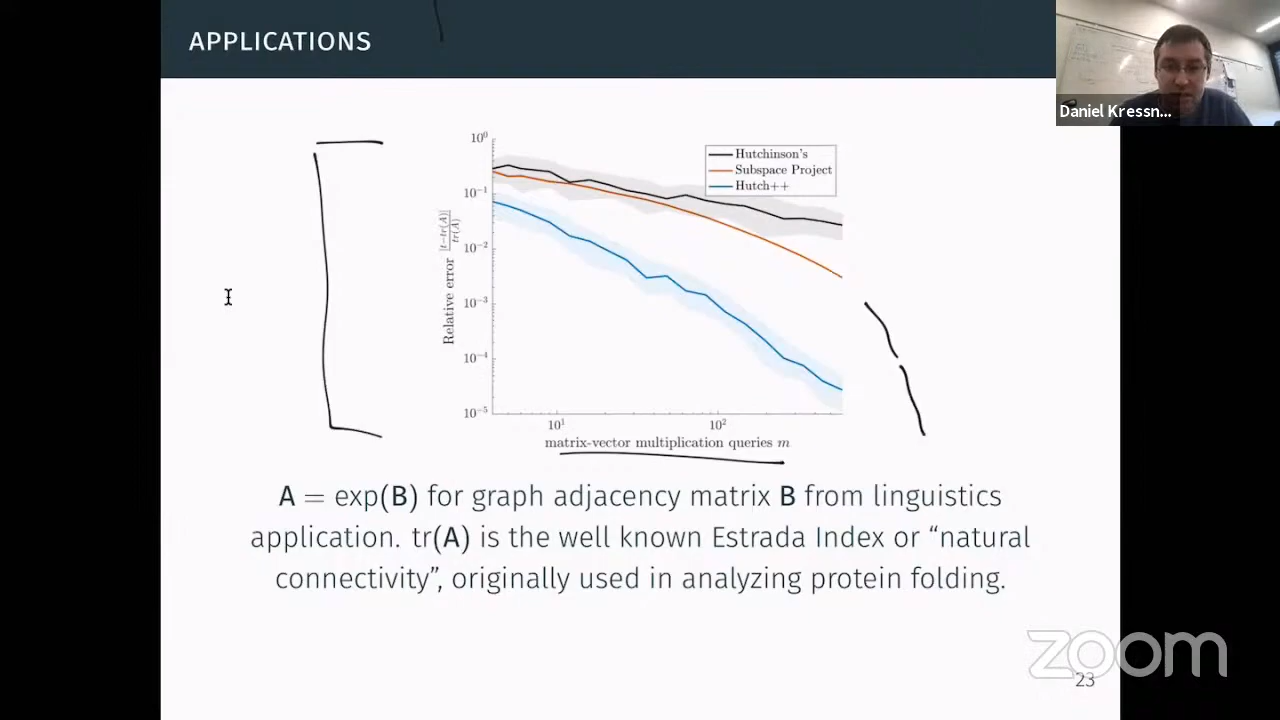 APPLICATIONS
Daniel Kressn...
10^0
10^-1
10^-2
10^-3
10^-4
10^-5
Relative error |t-tr(A)|/tr(A)
Hutchinson's
Subspace Project
Hutch++
10^1
10^2
matrix-vector multiplication queries m
A = exp(B) for graph adjacency matrix B from linguistics
application. tr(A) is the well known Estrada Index or “natural
connectivity”, originally used in analyzing protein folding.
zoom
23